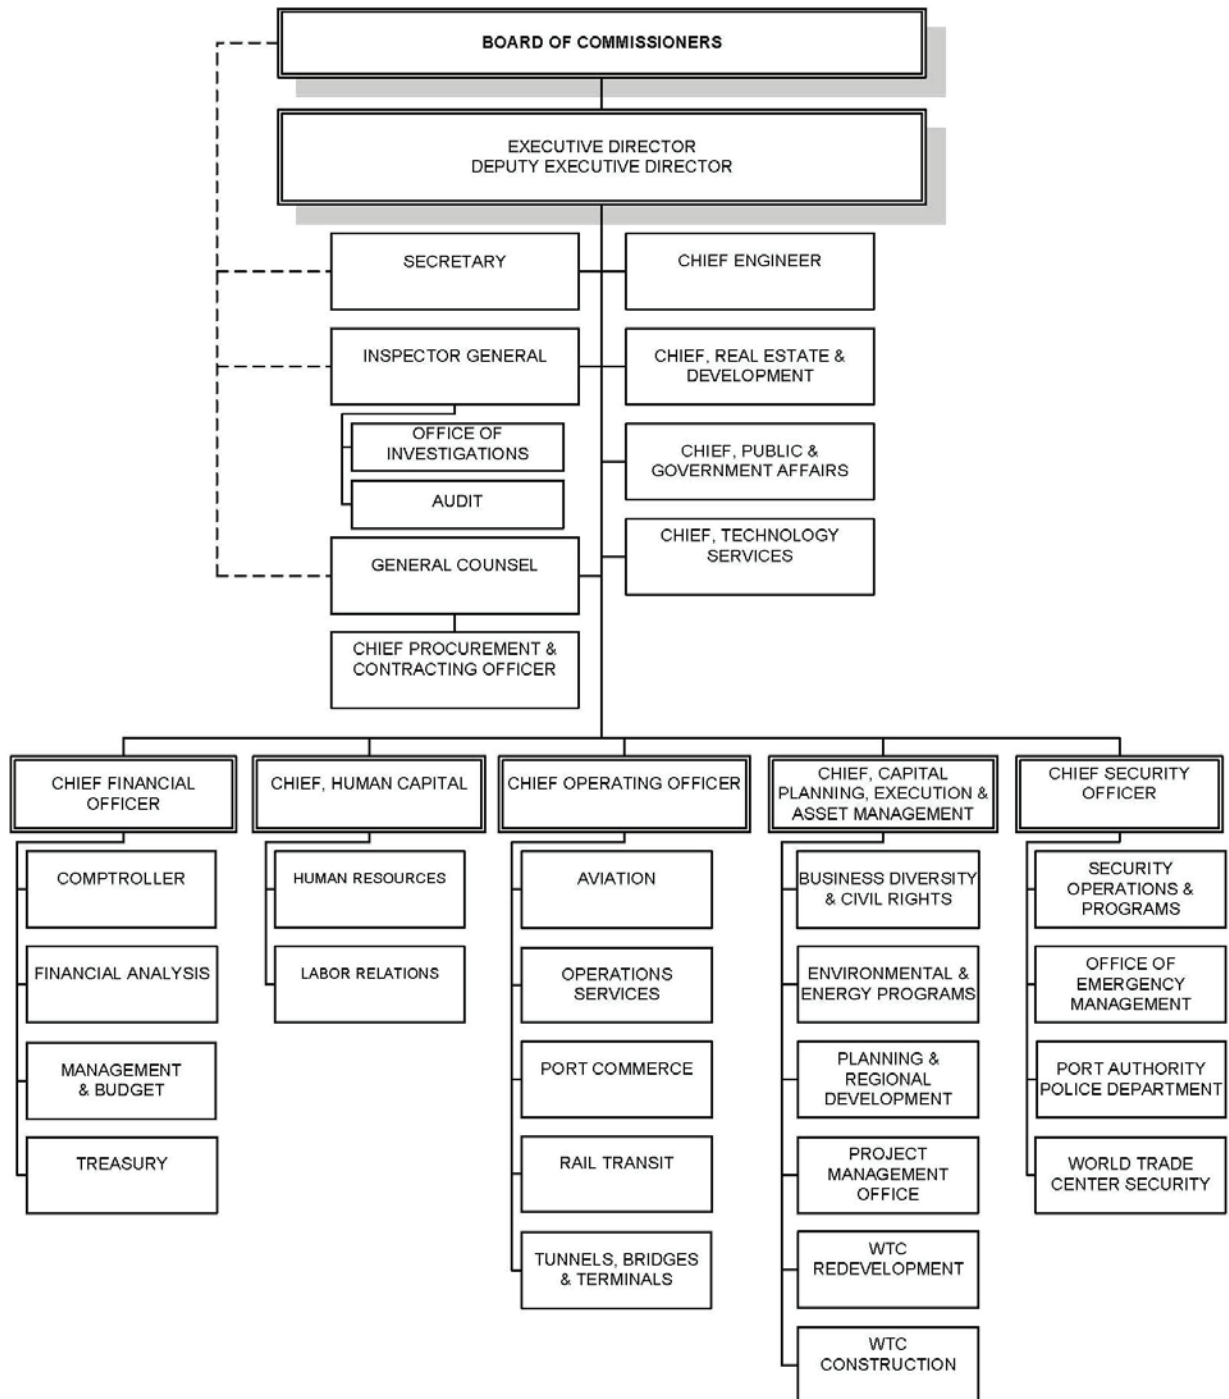 BOARD OF COMMISSIONERS
EXECUTIVE DIRECTOR
DEPUTY EXECUTIVE DIRECTOR
SECRETARY
CHIEF ENGINEER
INSPECTOR GENERAL
CHIEF, REAL ESTATE &
DEVELOPMENT
OFFICE OF
INVESTIGATIONS
AUDIT
CHIEF, PUBLIC &
GOVERNMENT AFFAIRS
GENERAL COUNSEL
CHIEF, TECHNOLOGY
SERVICES
CHIEF PROCUREMENT &
CONTRACTING OFFICER
CHIEF FINANCIAL
OFFICER
CHIEF, HUMAN CAPITAL
CHIEF OPERATING OFFICER
CHIEF, CAPITAL
PLANNING, EXECUTION &
ASSET MANAGEMENT
CHIEF SECURITY
OFFICER
COMPTROLLER
FINANCIAL ANALYSIS
MANAGEMENT
& BUDGET
TREASURY
HUMAN RESOURCES
LABOR RELATIONS
AVIATION
OPERATIONS
SERVICES
PORT COMMERCE
RAIL TRANSIT
TUNNELS, BRIDGES
& TERMINALS
BUSINESS DIVERSITY
& CIVIL RIGHTS
ENVIRONMENTAL &
ENERGY PROGRAMS
PLANNING &
REGIONAL
DEVELOPMENT
PROJECT
MANAGEMENT
OFFICE
WTC
REDEVELOPMENT
WTC
CONSTRUCTION
SECURITY
OPERATIONS &
PROGRAMS
OFFICE OF
EMERGENCY
MANAGEMENT
PORT AUTHORITY
POLICE DEPARTMENT
WORLD TRADE
CENTER SECURITY